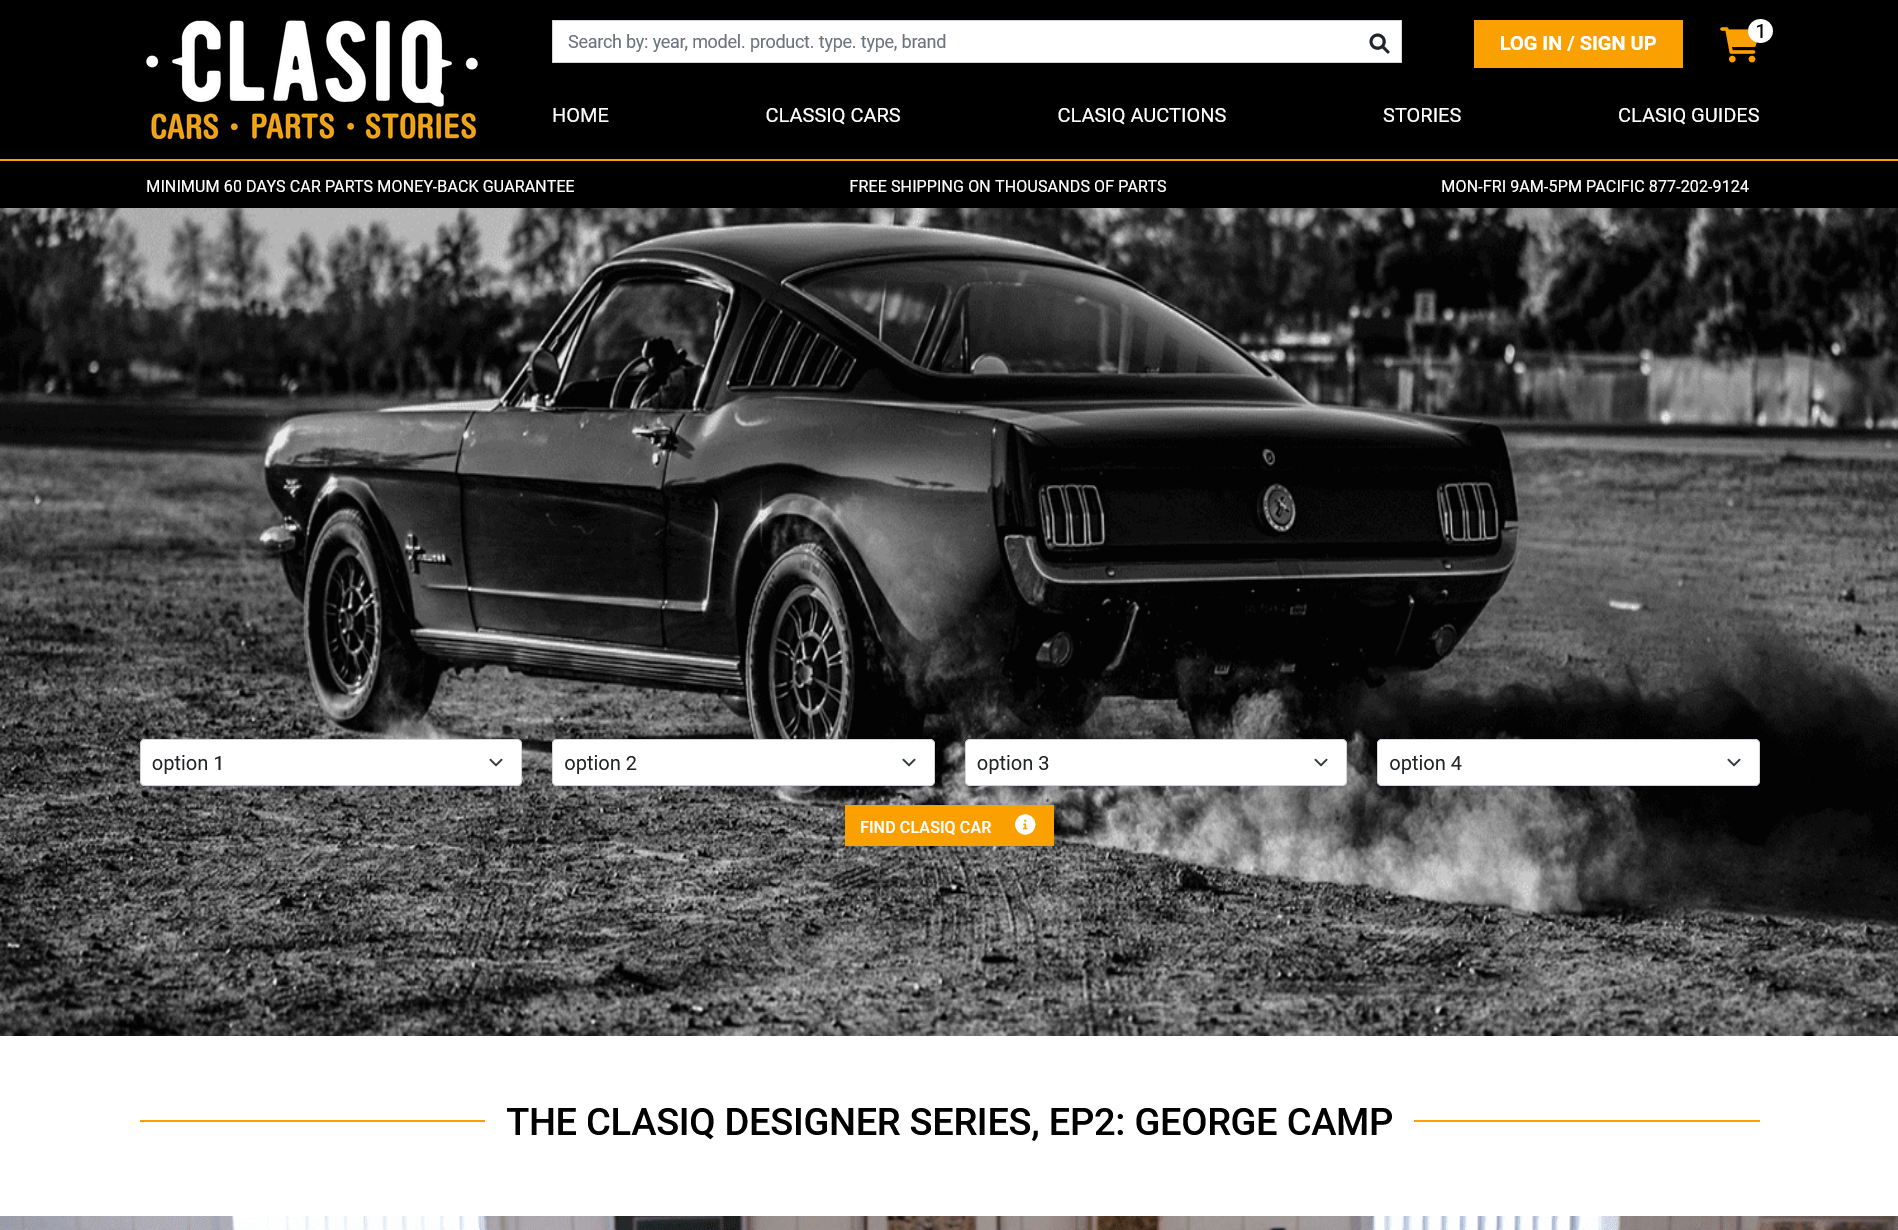 CLASIQ
CARS • PARTS • STORIES
Search by: year, model. product. type. type, brand
LOG IN / SIGN UP
1
HOME
CLASSIQ CARS
CLASIQ AUCTIONS
STORIES
CLASIQ GUIDES
MINIMUM 60 DAYS CAR PARTS MONEY-BACK GUARANTEE
FREE SHIPPING ON THOUSANDS OF PARTS
MON-FRI 9AM-5PM PACIFIC 877-202-9124
option 1
option 2
option 3
option 4
FIND CLASIQ CAR
THE CLASIQ DESIGNER SERIES, EP2: GEORGE CAMP